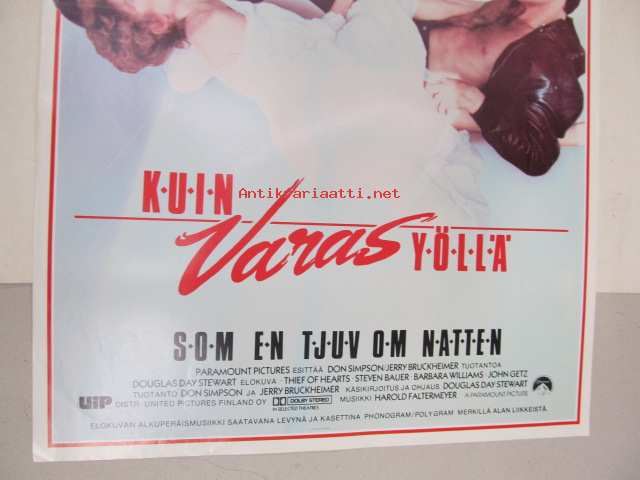 K·U·I·N
Antikvariaatti.net
Varas
YÖ·L·L·Ä
S·O·M EN TJUV OM NATTEN
PARAMOUNT PICTURES ESITTÄÄ DON SIMPSON/JERRY BRUCKHEIMER TUOTANTOA
DOUGLAS DAY STEWART ELOKUVA · THIEF OF HEARTS · STEVEN BAUER · BARBARA WILLIAMS · JOHN GETZ
TUOTANTO DON SIMPSON JA JERRY BRUCKHEIMER KÄSIKIRJOITUS JA OHJAUS DOUGLAS DAY STEWART
UIP DISTR: UNITED PICTURES FINLAND OY DOLBY STEREO MUSIIKKI HAROLD FALTERMEYER A PARAMOUNT PICTURE
IN SELECTED THEATRES
ELOKUVAN ALKUPERÄISMUSIIKKI SAATAVANA LEVYNÄ JA KASETTINA PHONOGRAM/POLYGRAM MERKILLÄ ALAN LIIKKEISTÄ.